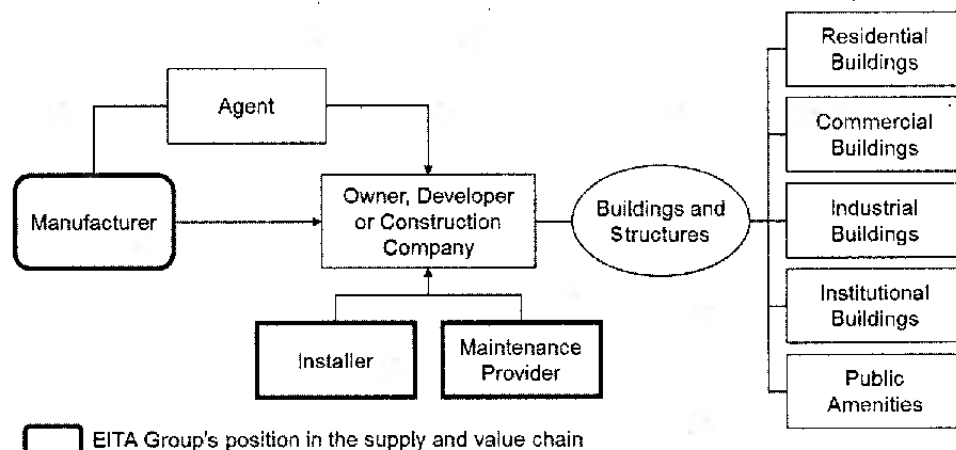 Agent
Manufacturer
Owner, Developer
or Construction
Company
Installer
Maintenance
Provider
Buildings and
Structures
Residential
Buildings
Commercial
Buildings
Industrial
Buildings
Institutional
Buildings
Public
Amenities
EITA Group's position in the supply and value chain